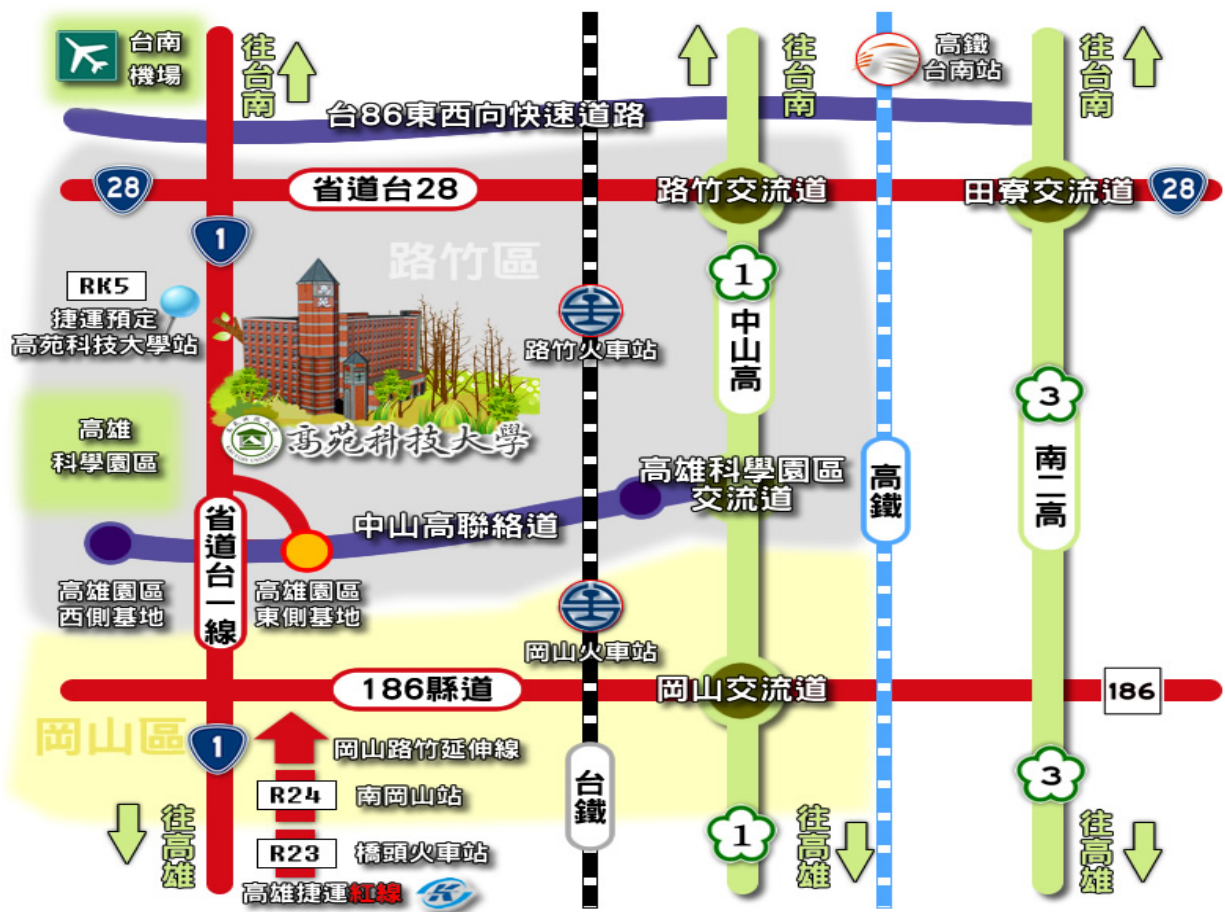 台南
機場
往台南
往台南
高鐵
台南站
往台南
台86東西向快速道路
28
省道台28
路竹交流道
田寮交流道
28
1
路竹區
RK5
捷運預定
高苑科技大學站
高苑
路竹火車站
1
中山高
3
南二高
高雄
科學園區
高苑科技大學
高雄科學園區
交流道
高鐵
省道台一線
中山高聯絡道
高雄園區
西側基地
高雄園區
東側基地
岡山火車站
186縣道
岡山交流道
186
岡山區
1
岡山路竹延伸線
R24
南岡山站
台鐵
3
往高雄
R23
橋頭火車站
1
往高雄
往高雄
高雄捷運紅線
K